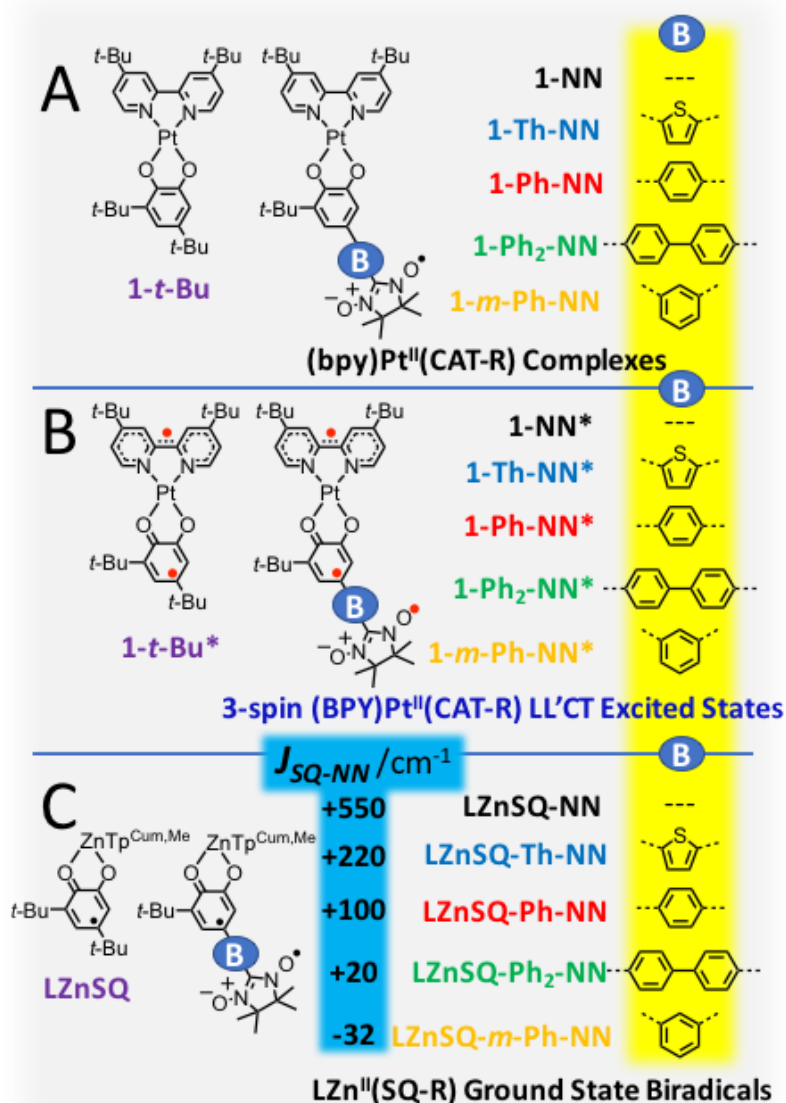 B
A
t-Bu t-Bu t-Bu t-Bu
N N N N
Pt Pt
O O O O
t-Bu t-Bu
t-Bu
B
1-t-Bu
N O•
−O N +
1-NN ---
1-Th-NN S
1-Ph-NN
1-Ph2-NN
1-m-Ph-NN
(bpy)PtII(CAT-R) Complexes
B
B
t-Bu t-Bu t-Bu t-Bu
N N N N
Pt Pt
O O O O
t-Bu t-Bu
t-Bu
B
1-t-Bu*
N O•
−O N +
1-NN* ---
1-Th-NN* S
1-Ph-NN*
1-Ph2-NN*
1-m-Ph-NN*
3-spin (BPY)PtII(CAT-R) LL'CT Excited States
B
JSQ-NN /cm-1
C
ZnTpCum,Me ZnTpCum,Me
O O O O
t-Bu t-Bu
t-Bu
B
LZnSQ
N O•
−O N +
+550 LZnSQ-NN ---
+220 LZnSQ-Th-NN S
+100 LZnSQ-Ph-NN
+20 LZnSQ-Ph2-NN
-32 LZnSQ-m-Ph-NN
LZnII(SQ-R) Ground State Biradicals